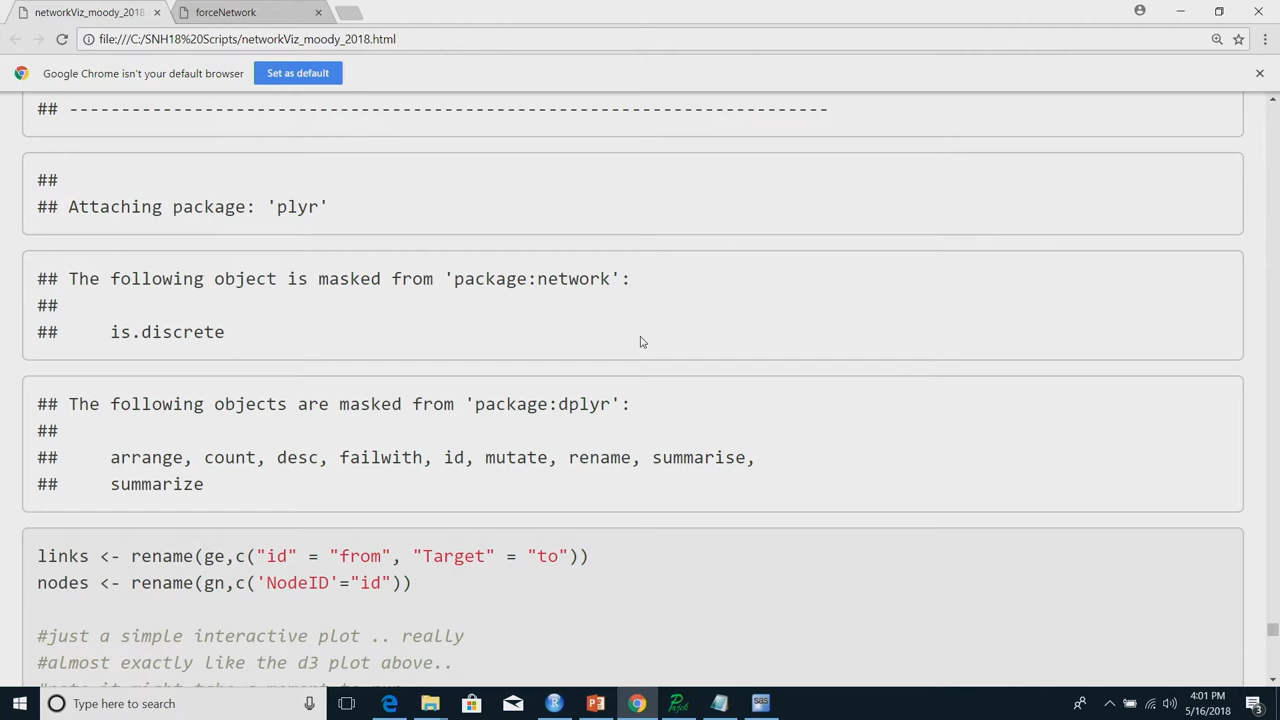 networkViz_moody_2018.
forceNetwork
file:///C:/SNH18%20Scripts/networkViz_moody_2018.html
Google Chrome isn't your default browser
Set as default
## -------------------------------------------------------------------------
##
## Attaching package: 'plyr'
## The following object is masked from 'package:network':
##
## is.discrete
## The following objects are masked from 'package:dplyr':
##
## arrange, count, desc, failwith, id, mutate, rename, summarise,
## summarize
links <- rename(ge,c("id" = "from", "Target" = "to"))
nodes <- rename(gn,c('NodeID'="id"))
#just a simple interactive plot .. really
#almost exactly like the d3 plot above..
Type here to search
4:01 PM
5/16/2018